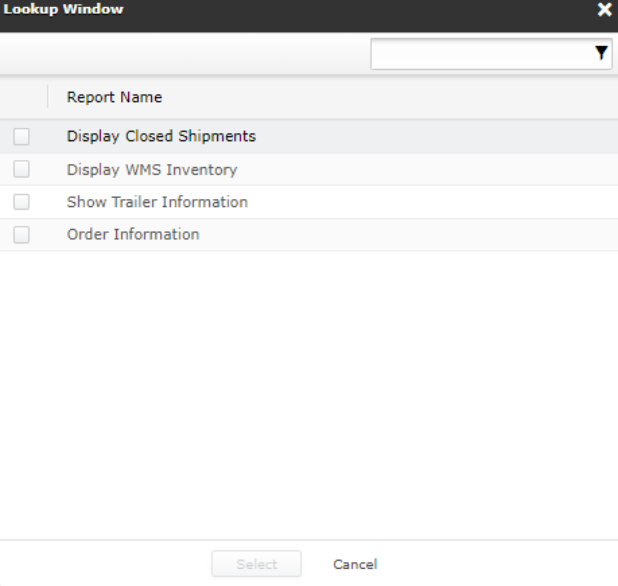 Lookup Window
Report Name
Display Closed Shipments
Display WMS Inventory
Show Trailer Information
Order Information
Select Cancel